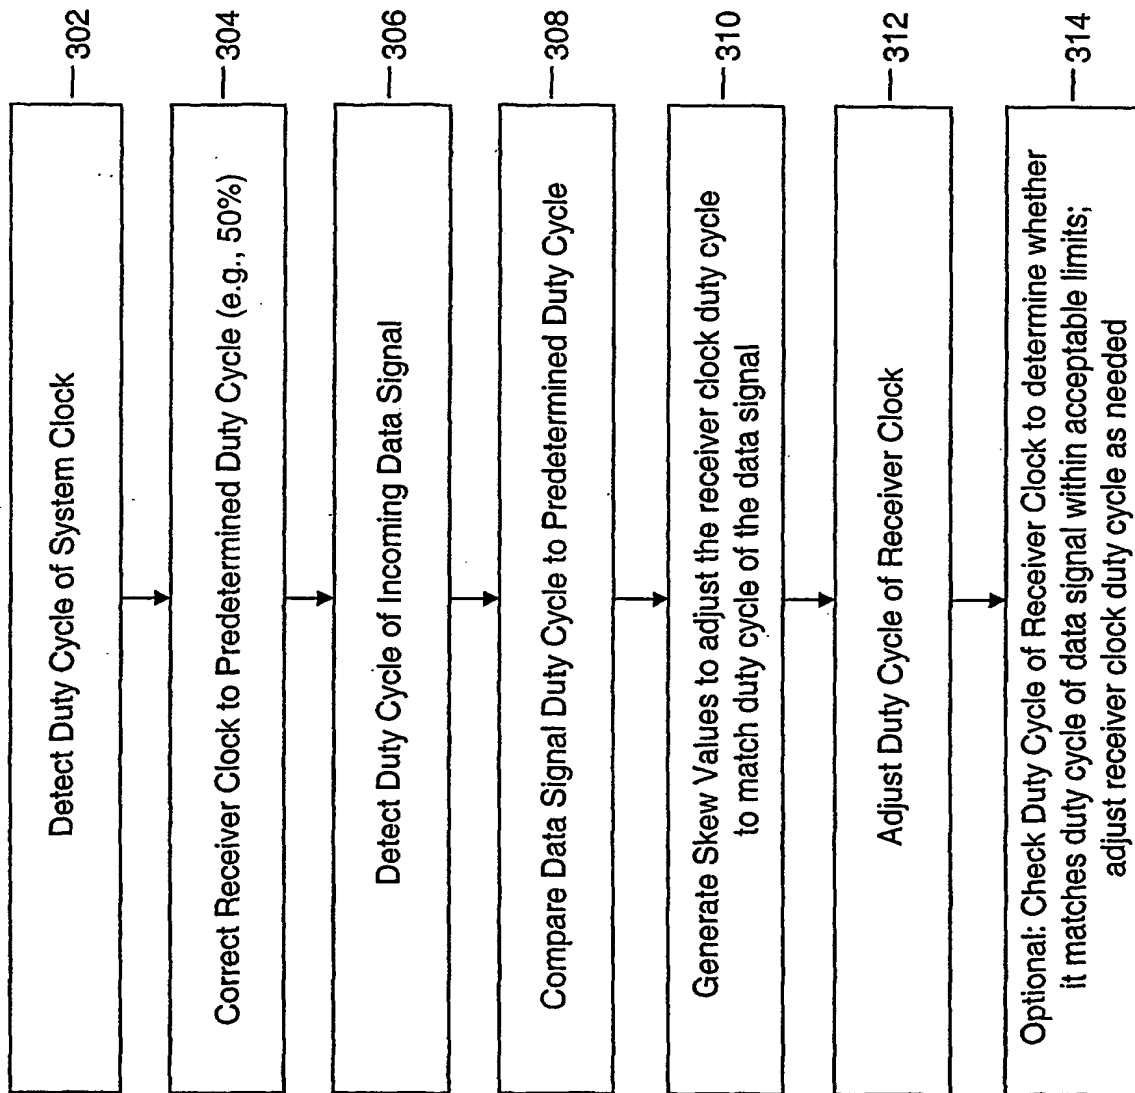 Detect Duty Cycle of System Clock
302
Correct Receiver Clock to Predetermined Duty Cycle (e.g., 50%)
304
Detect Duty Cycle of Incoming Data Signal
306
Compare Data Signal Duty Cycle to Predetermined Duty Cycle
308
Generate Skew Values to adjust the receiver clock duty cycle
to match duty cycle of the data signal
310
Adjust Duty Cycle of Receiver Clock
312
Optional: Check Duty Cycle of Receiver Clock to determine whether
it matches duty cycle of data signal within acceptable limits;
adjust receiver clock duty cycle as needed
314